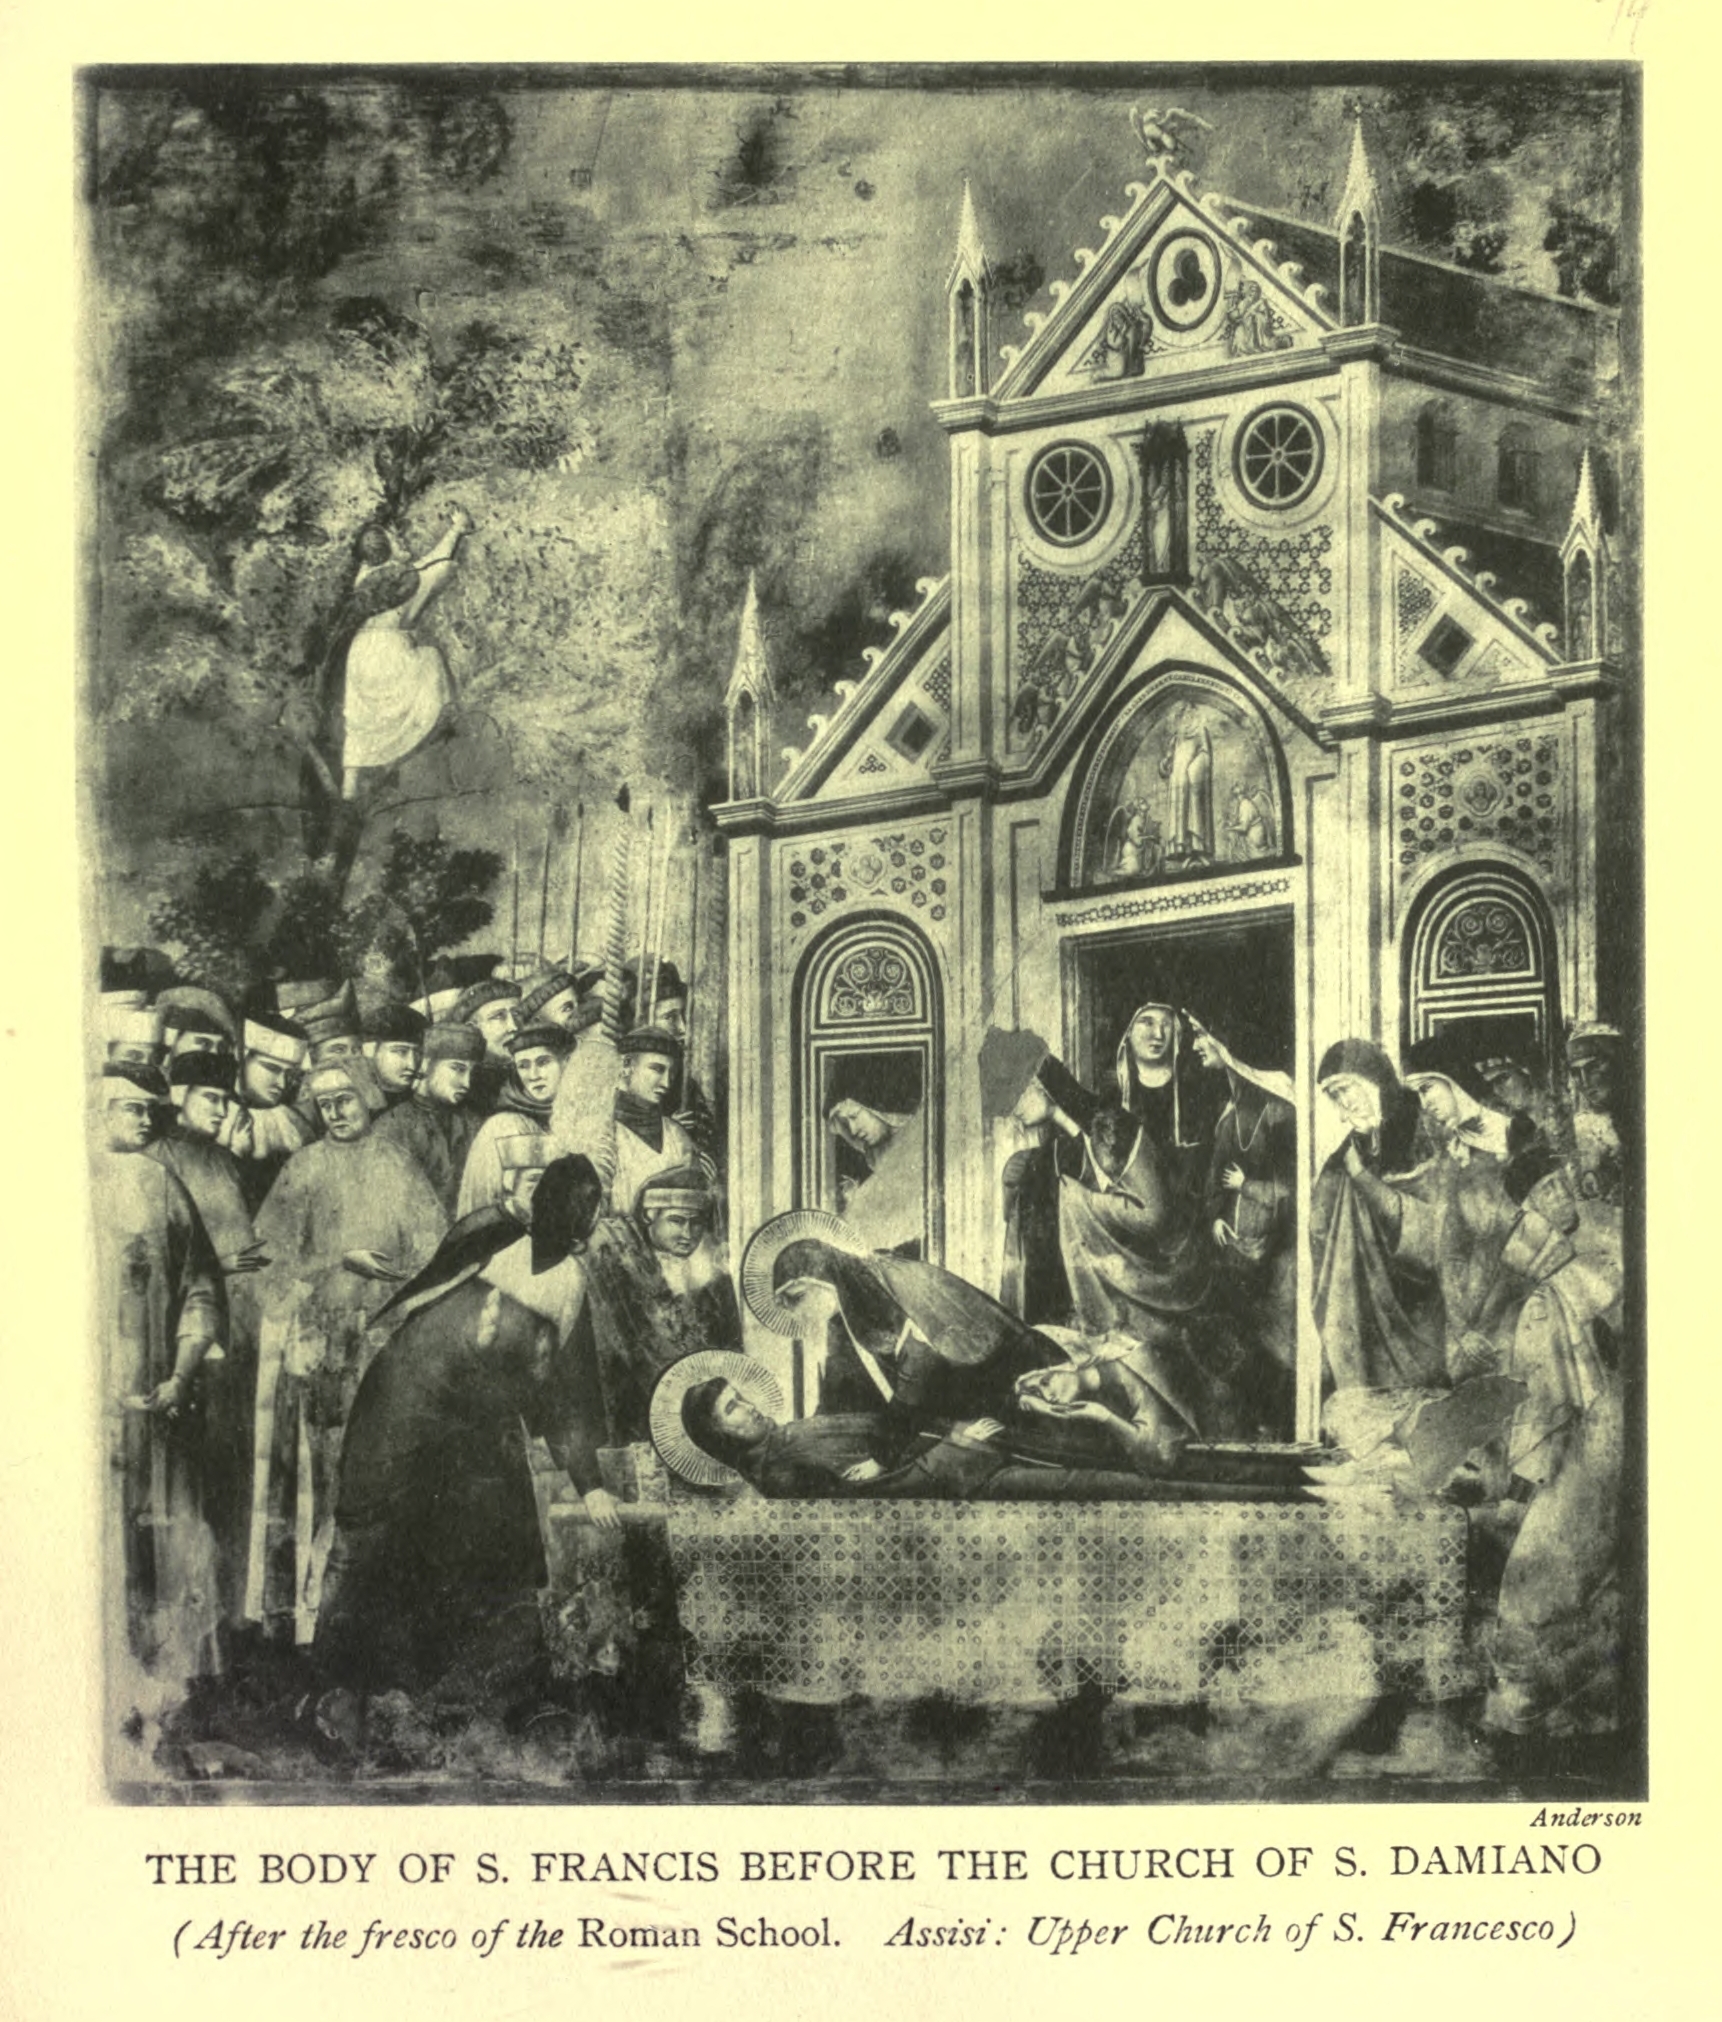 Anderson
THE BODY OF S. FRANCIS BEFORE THE CHURCH OF S. DAMIANO
(After the fresco of the Roman School. Assisi: Upper Church of S. Francesco)